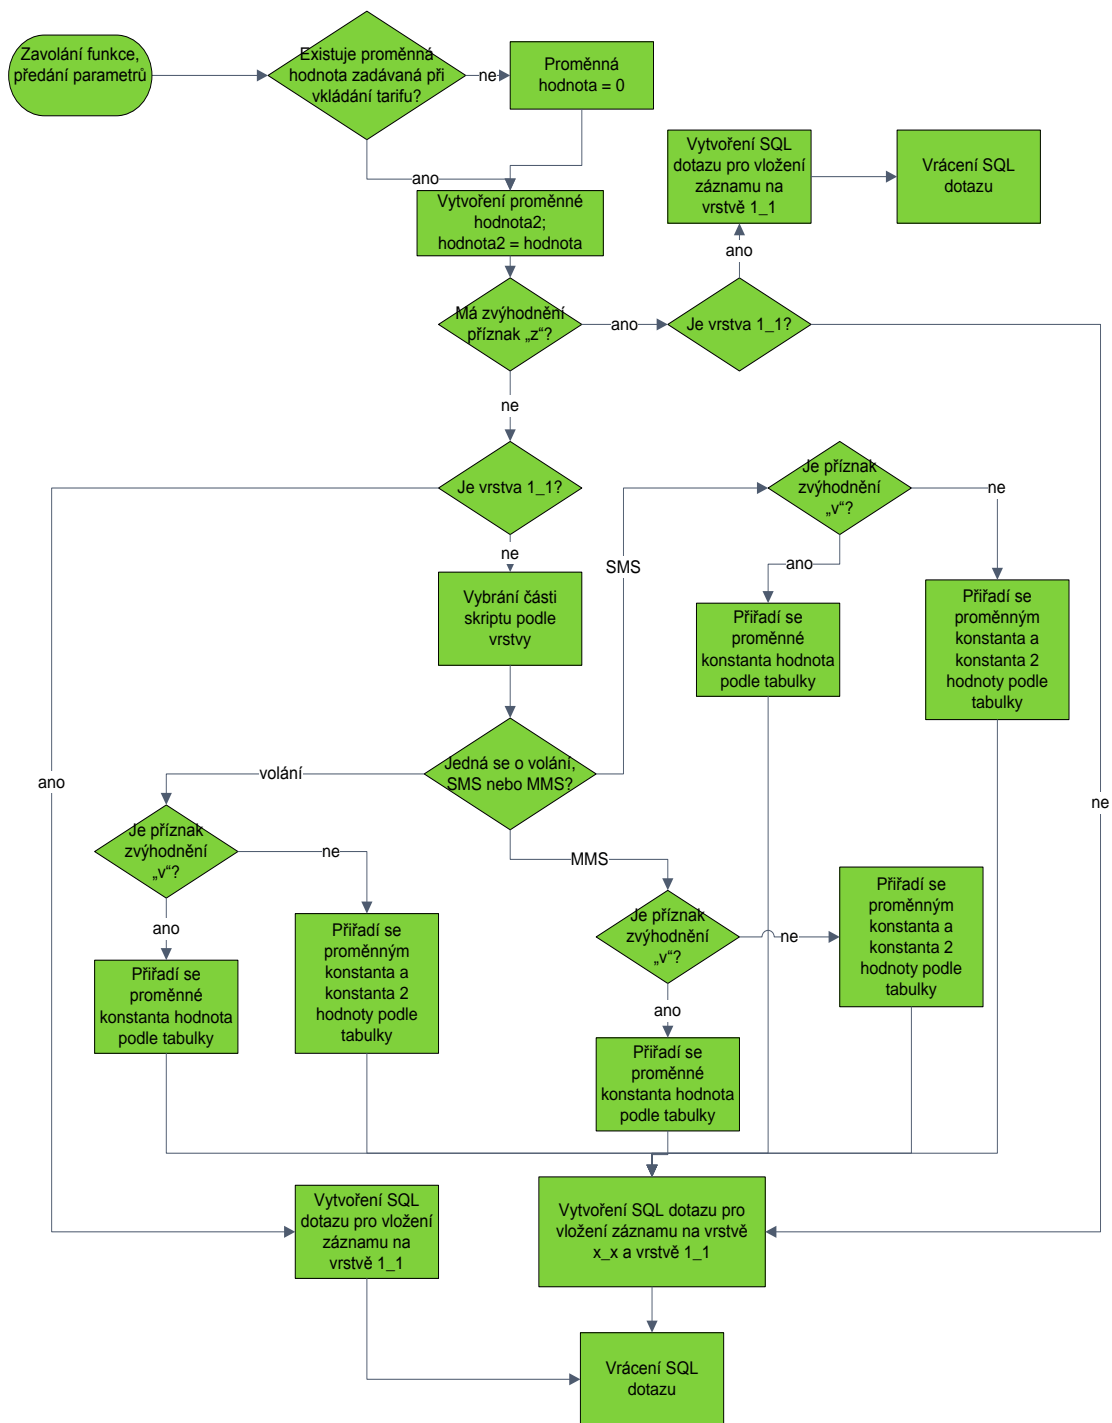 Zavolání funkce,
předání parametrů
Existuje proměnná
hodnota zadávaná při
vkládání tarifu?
ne
Proměnná
hodnota = 0
ano
Vytvoření proměnné
hodnota2;
hodnota2 = hodnota
Vytvoření SQL
dotazu pro vložení
záznamu na
vrstvě 1_1
Vrácení SQL
dotazu
ano
Má zvýhodnění
příznak „z“?
ano
Je vrstva 1_1?
ne
ne
Je vrstva 1_1?
ano
ne
Vybrání části
skriptu podle
vrstvy
Jedná se o volání,
SMS nebo MMS?
SMS
Je příznak
zvýhodnění
„v“?
ne
ano
Přiřadí se
proměnné
konstanta hodnota
podle tabulky
Přiřadí se
proměnným
konstanta a
konstanta 2
hodnoty podle
tabulky
volání
Je příznak
zvýhodnění
„v“?
ne
ano
Přiřadí se
proměnné
konstanta hodnota
podle tabulky
Přiřadí se
proměnným
konstanta a
konstanta 2
hodnoty podle
tabulky
MMS
Je příznak
zvýhodnění
„v“?
ne
Přiřadí se
proměnným
konstanta a
konstanta 2
hodnoty podle
tabulky
ano
Přiřadí se
proměnné
konstanta hodnota
podle tabulky
Vytvoření SQL
dotazu pro vložení
záznamu na
vrstvě 1_1
Vytvoření SQL dotazu pro
vložení záznamu na vrstvě
x_x a vrstvě 1_1
Vrácení SQL
dotazu